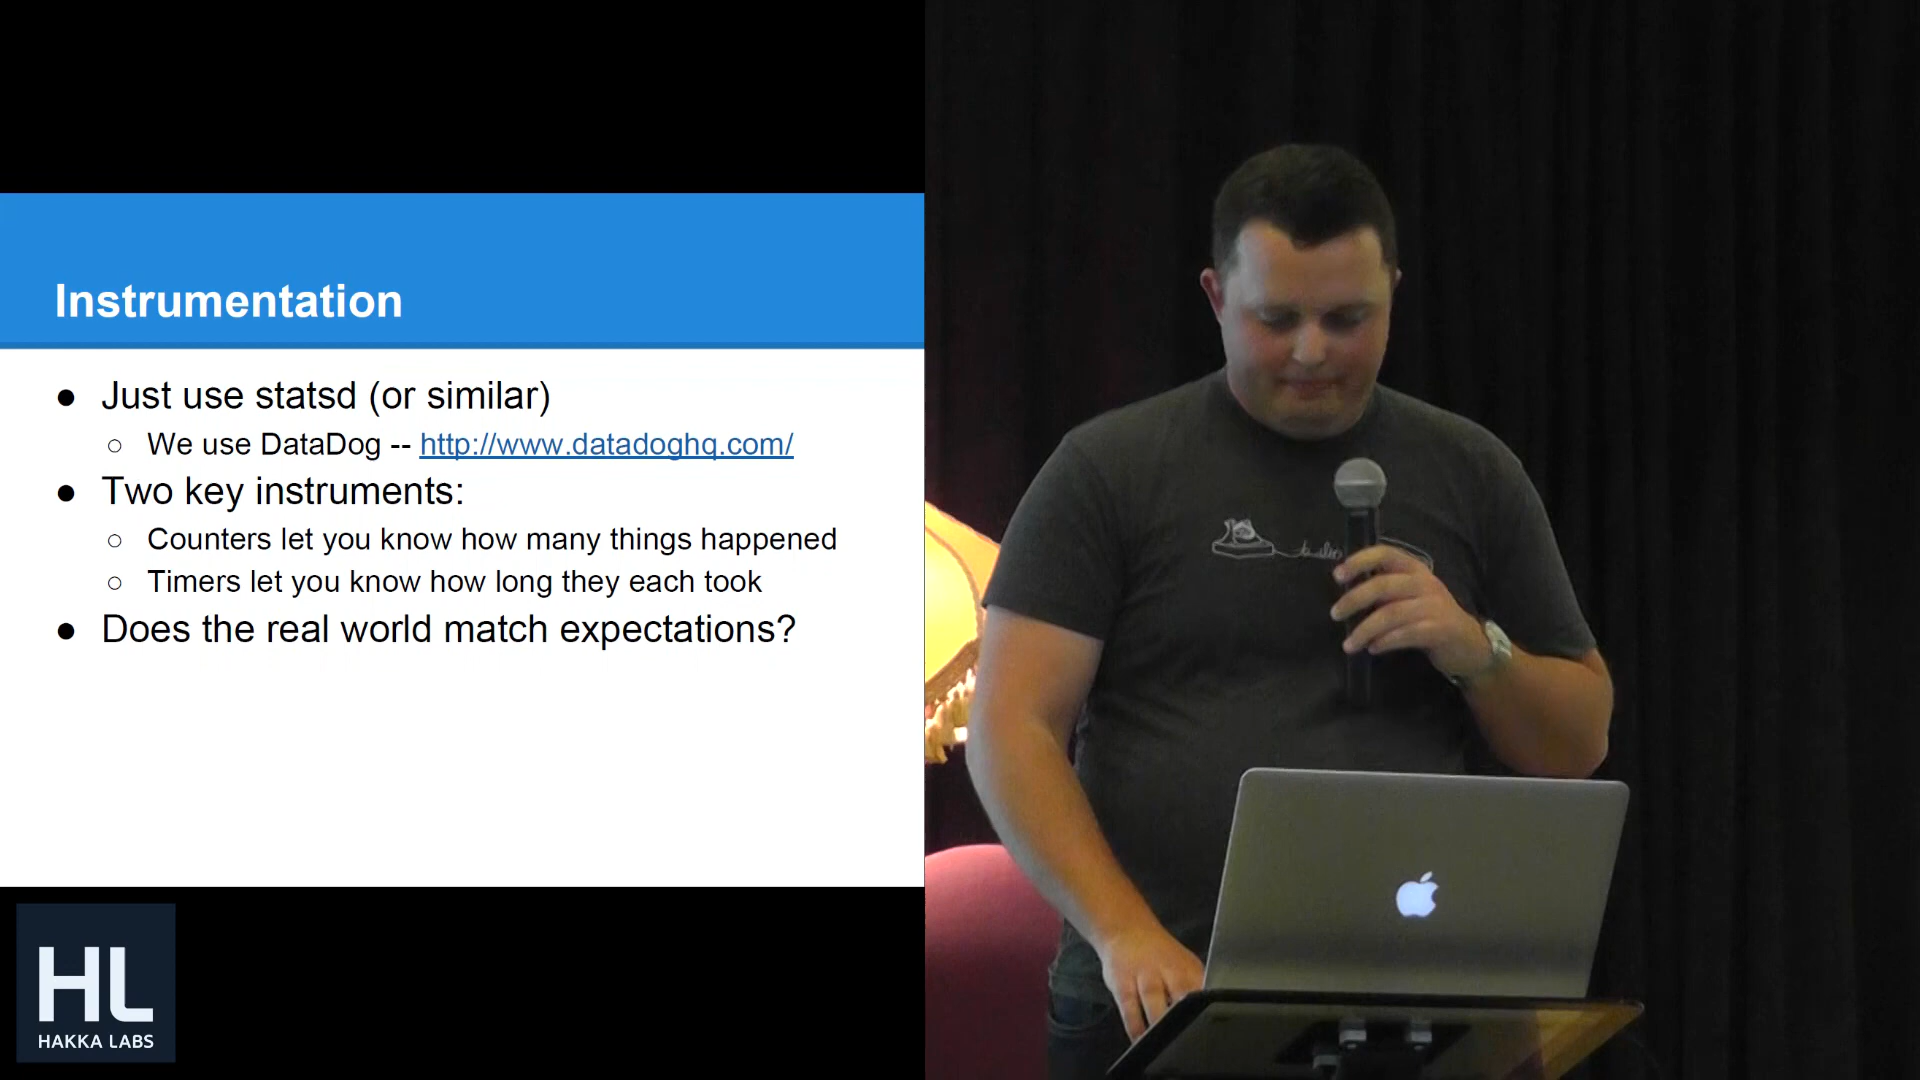 Instrumentation
● Just use statsd (or similar)
○ We use DataDog -- http://www.datadoghq.com/
● Two key instruments:
○ Counters let you know how many things happened
○ Timers let you know how long they each took
● Does the real world match expectations?
HL
HAKKA LABS